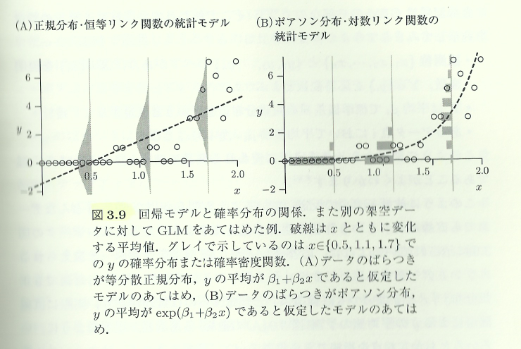 (A)正規分布・恒等リンク関数の統計モデル
(B)ポアソン分布・対数リンク関数の
統計モデル
6
4
y
2
0
−2
0.5
1.0
1.5
2.0
x
6
4
y
2
0
−2
0.5
1.0
1.5
2.0
x
図 3.9 回帰モデルと確率分布の関係．また別の架空デー
タに対して GLM をあてはめた例．破線は x とともに変化
する平均値．グレイで示しているのは x∈{0.5, 1.1, 1.7} で
の y の確率分布または確率密度関数．(A)データのばらつき
が等分散正規分布，y の平均が β₁+β₂x であると仮定した
モデルのあてはめ，(B)データのばらつきがポアソン分布，
y の平均が exp(β₁+β₂x) であると仮定したモデルのあては
め．